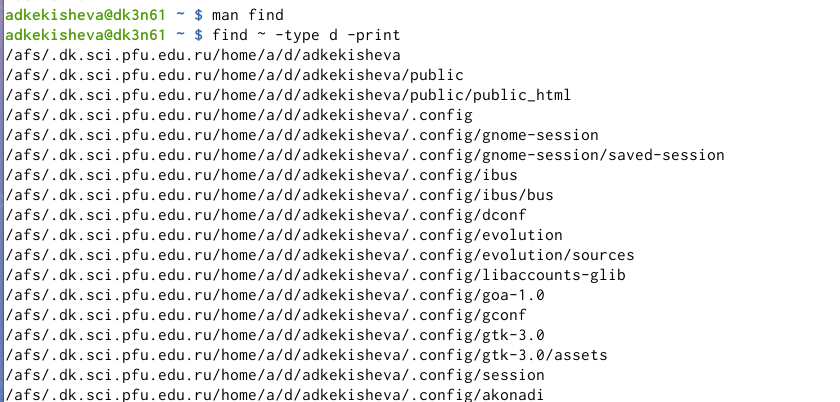 adkekisheva@dk3n61 ~ $ man find
adkekisheva@dk3n61 ~ $ find ~ -type d -print
/afs/.dk.sci.pfu.edu.ru/home/a/d/adkekisheva
/afs/.dk.sci.pfu.edu.ru/home/a/d/adkekisheva/public
/afs/.dk.sci.pfu.edu.ru/home/a/d/adkekisheva/public/public_html
/afs/.dk.sci.pfu.edu.ru/home/a/d/adkekisheva/.config
/afs/.dk.sci.pfu.edu.ru/home/a/d/adkekisheva/.config/gnome-session
/afs/.dk.sci.pfu.edu.ru/home/a/d/adkekisheva/.config/gnome-session/saved-session
/afs/.dk.sci.pfu.edu.ru/home/a/d/adkekisheva/.config/ibus
/afs/.dk.sci.pfu.edu.ru/home/a/d/adkekisheva/.config/ibus/bus
/afs/.dk.sci.pfu.edu.ru/home/a/d/adkekisheva/.config/dconf
/afs/.dk.sci.pfu.edu.ru/home/a/d/adkekisheva/.config/evolution
/afs/.dk.sci.pfu.edu.ru/home/a/d/adkekisheva/.config/evolution/sources
/afs/.dk.sci.pfu.edu.ru/home/a/d/adkekisheva/.config/libaccounts-glib
/afs/.dk.sci.pfu.edu.ru/home/a/d/adkekisheva/.config/goa-1.0
/afs/.dk.sci.pfu.edu.ru/home/a/d/adkekisheva/.config/gconf
/afs/.dk.sci.pfu.edu.ru/home/a/d/adkekisheva/.config/gtk-3.0
/afs/.dk.sci.pfu.edu.ru/home/a/d/adkekisheva/.config/gtk-3.0/assets
/afs/.dk.sci.pfu.edu.ru/home/a/d/adkekisheva/.config/session
/afs/.dk.sci.pfu.edu.ru/home/a/d/adkekisheva/.config/akonadi